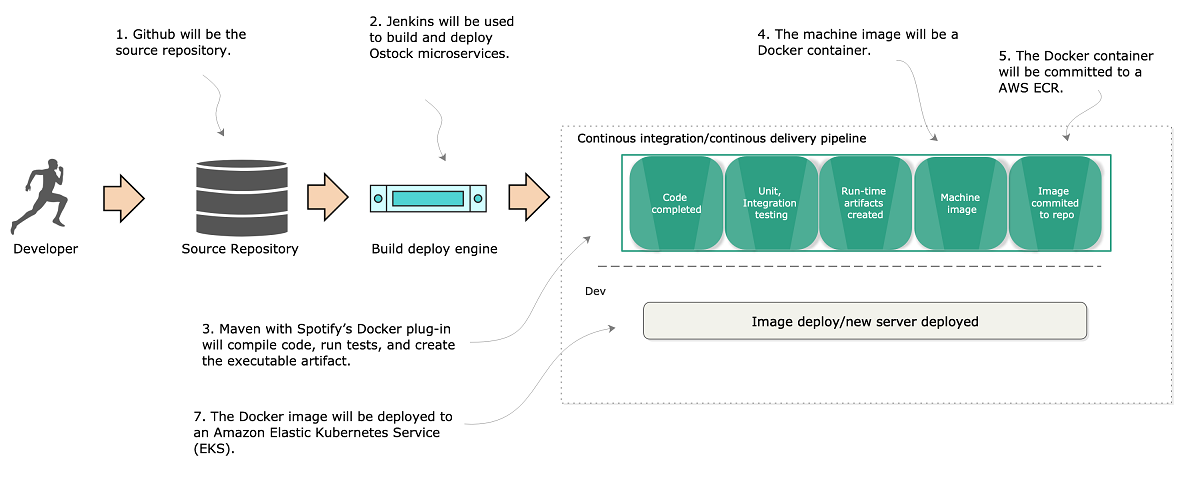 1. Github will be the
source repository.
2. Jenkins will be used
to build and deploy
Ostock microservices.
4. The machine image will be a
Docker container.
5. The Docker container
will be committed to a
AWS ECR.
Continous integration/continous delivery pipeline
Code
completed
Unit,
Integration
testing
Run-time
artifacts
created
Machine
image
Image
commited
to repo
Developer
Source Repository
Build deploy engine
Dev
Image deploy/new server deployed
3. Maven with Spotify’s Docker plug-in
will compile code, run tests, and create
the executable artifact.
7. The Docker image will be deployed to
an Amazon Elastic Kubernetes Service
(EKS).